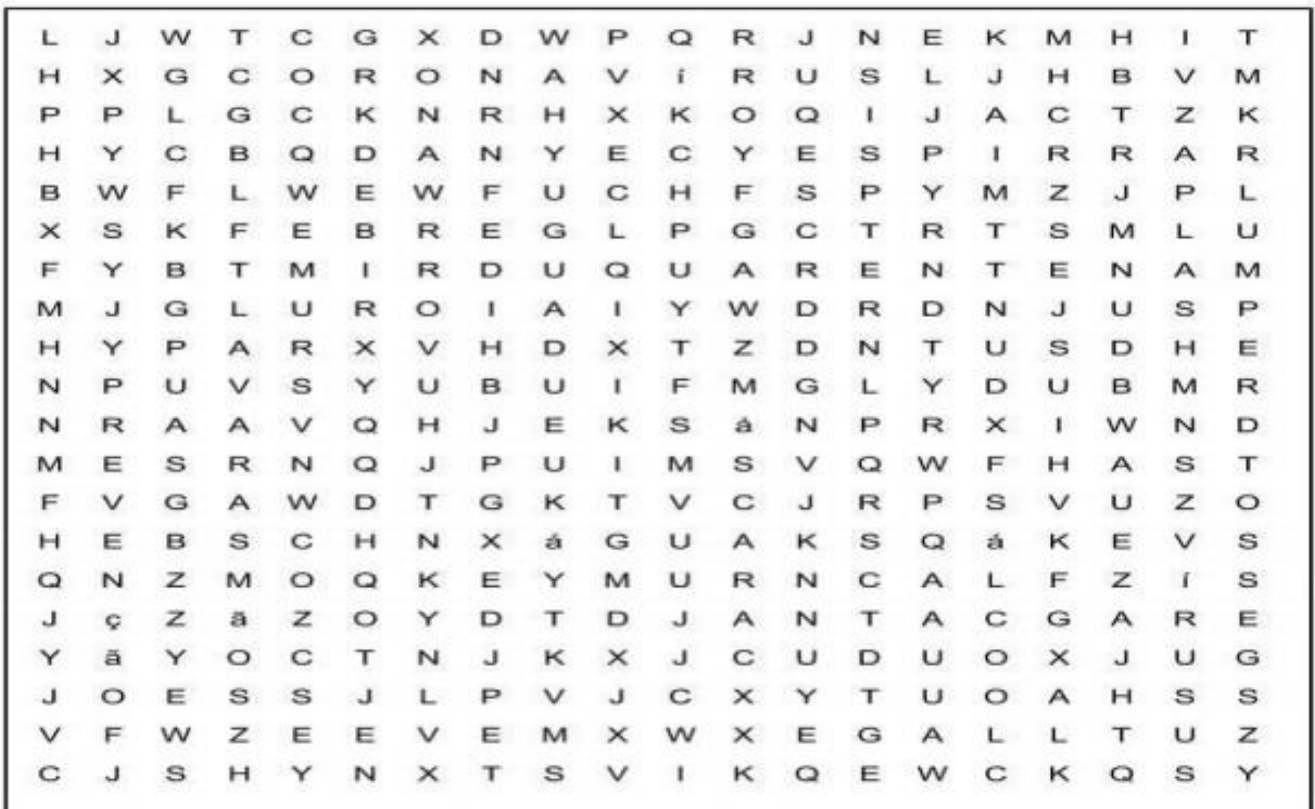 L J W T C G X D W P Q R J N E K M H I T
H X G C O R O N A V í R U S L J H B V M
P P L G C K N R H X K O Q I J A C T Z K
H Y C B Q D A N Y E C Y E S P I R R A R
B W F L W E W F U C H F S P Y M Z J P L
X S K F E B R E G L P G C T R T S M L U
F Y B T M I R D U Q U A R E N T E N A M
M J G L U R O I A I Y W D R D N J U S P
H Y P A R X V H D X T Z D N T U S D H E
N P U V S Y U B U I F M G L Y D U B M R
N R A A V Q H J E K S á N P R X I W N D
M E S R N Q J P U I M S V Q W F H A S T
F V G A W D T G K T V C J R P S V U Z O
H E B S C H N X á G U A K S Q á K E V S
Q N Z M O Q K E Y M U R N C A L F Z í S
J ç Z ã Z O Y D T D J A N T A C G A R E
Y ã Y O C T N J K X J C U D U O X J U G
J O E S S J L P V J C X Y T U O A H S S
V F W Z E E V E M X W X E G A L L T U Z
C J S H Y N X T S V I K Q E W C K Q S Y